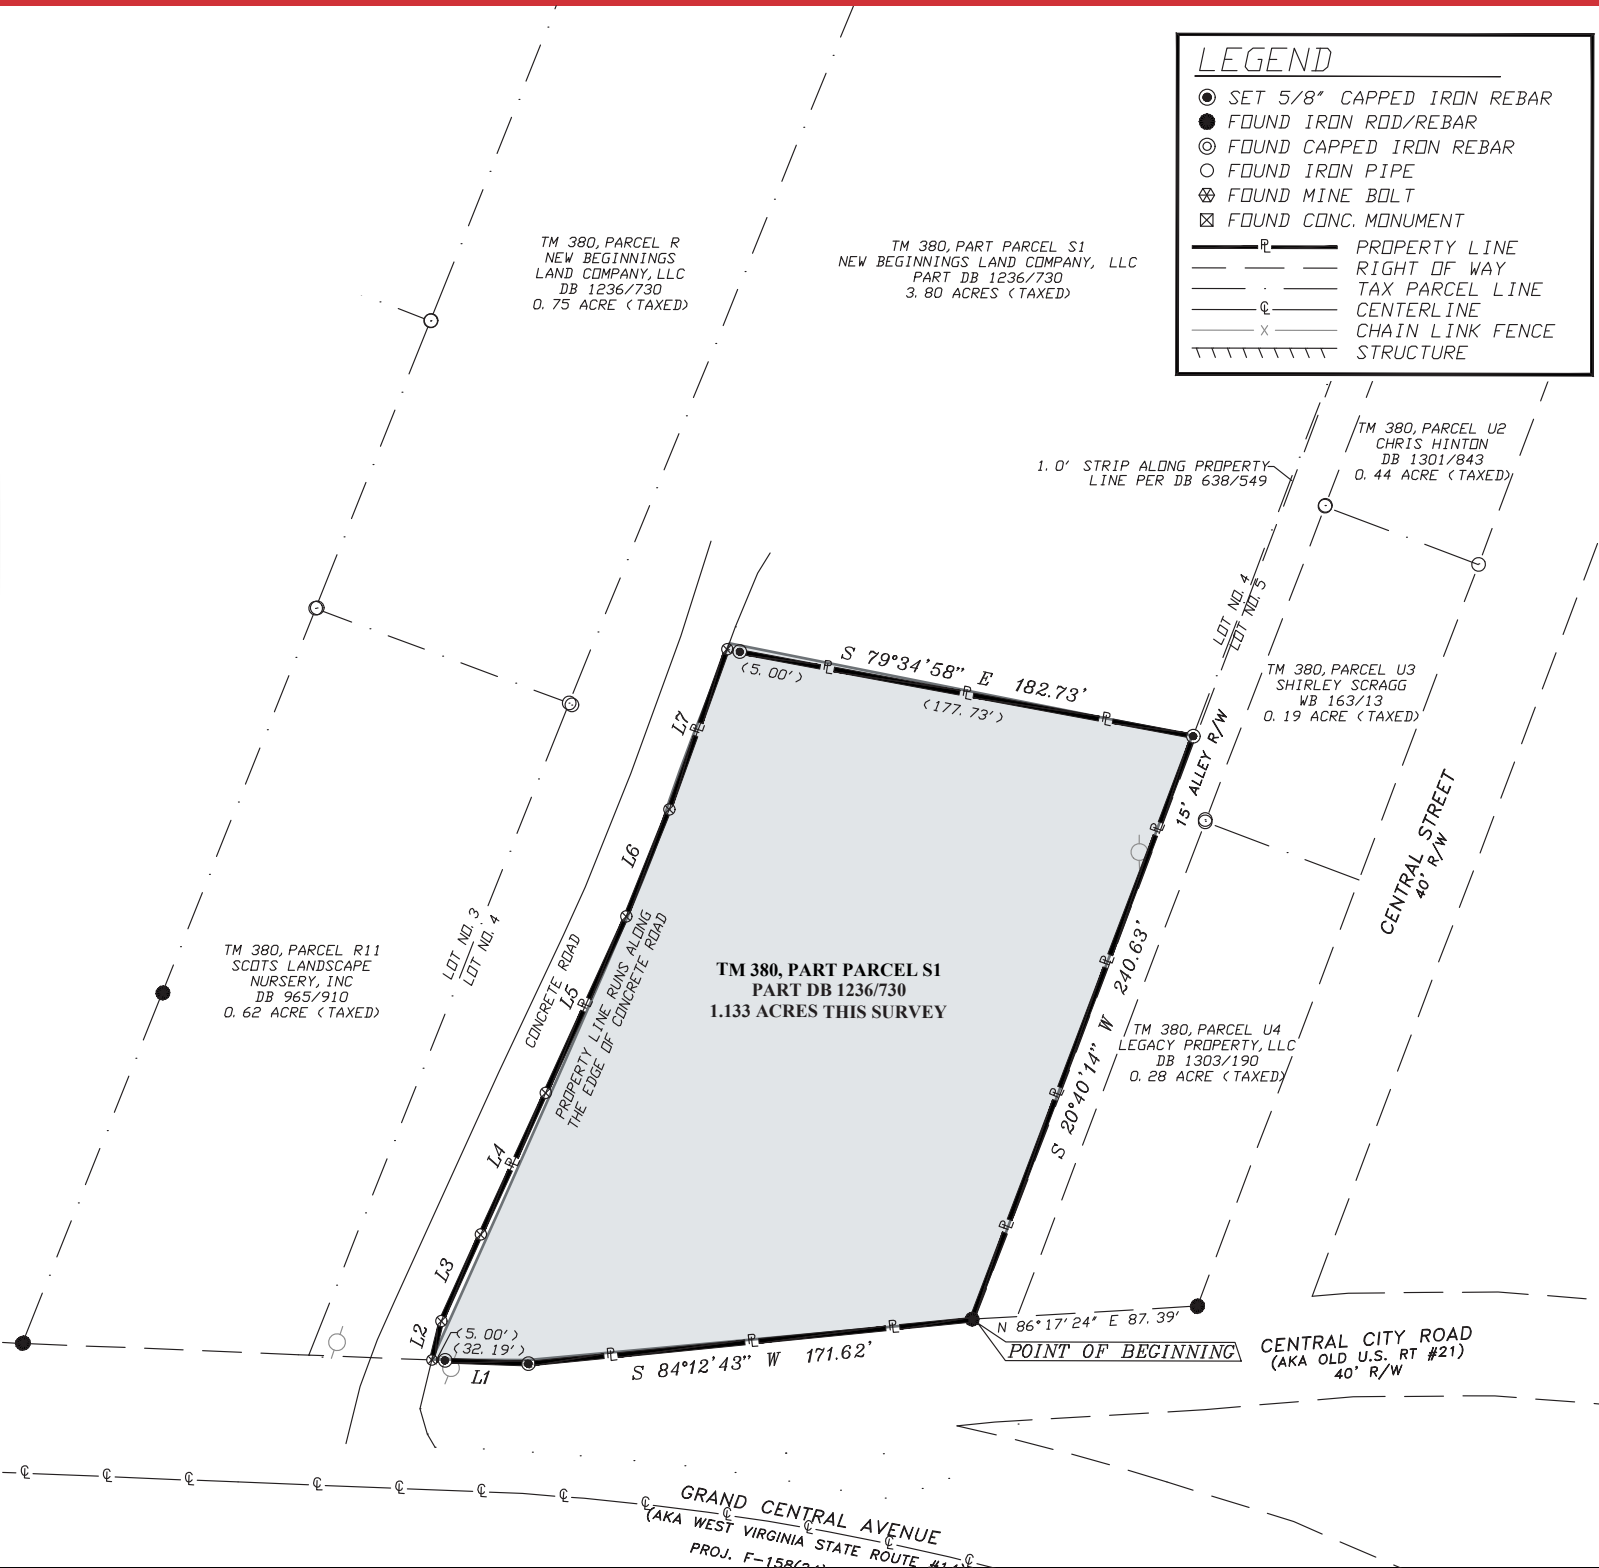 LEGEND
SET 5/8" CAPPED IRON REBAR
FOUND IRON ROD/REBAR
FOUND CAPPED IRON REBAR
FOUND IRON PIPE
FOUND MINE BOLT
FOUND CONC. MONUMENT
PL PROPERTY LINE
RIGHT OF WAY
TAX PARCEL LINE
CL CENTERLINE
X CHAIN LINK FENCE
STRUCTURE
TM 380, PARCEL R
NEW BEGINNINGS
LAND COMPANY, LLC
DB 1236/730
0.75 ACRE (TAXED)
TM 380, PART PARCEL S1
NEW BEGINNINGS LAND COMPANY, LLC
PART DB 1236/730
3.80 ACRES (TAXED)
TM 380, PARCEL U2
CHRIS HINTON
DB 1301/843
0.44 ACRE (TAXED)
1.0' STRIP ALONG PROPERTY
LINE PER DB 638/549
LOT NO. 4
LOT NO. 5
S 79°34'58" E 182.73'
(5.00')
(177.73')
TM 380, PARCEL U3
SHIRLEY SCRAGG
WB 163/13
0.19 ACRE (TAXED)
15' ALLEY R/W
CENTRAL STREET
40' R/W
L7
L6
L5
L4
L3
L2
L1
LOT NO. 3
LOT NO. 4
CONCRETE ROAD
PROPERTY LINE RUNS ALONG
THE EDGE OF CONCRETE ROAD
TM 380, PARCEL R11
SCOTS LANDSCAPE
NURSERY, INC
DB 965/910
0.62 ACRE (TAXED)
TM 380, PART PARCEL S1
PART DB 1236/730
1.133 ACRES THIS SURVEY
S 20°40'14" W 240.63'
TM 380, PARCEL U4
LEGACY PROPERTY, LLC
DB 1303/190
0.28 ACRE (TAXED)
(5.00')
(32.19')
S 84°12'43" W 171.62'
N 86°17'24" E 87.39'
POINT OF BEGINNING
CENTRAL CITY ROAD
(AKA OLD U.S. RT #21)
40' R/W
GRAND CENTRAL AVENUE
(AKA WEST VIRGINIA STATE ROUTE
PROJ.